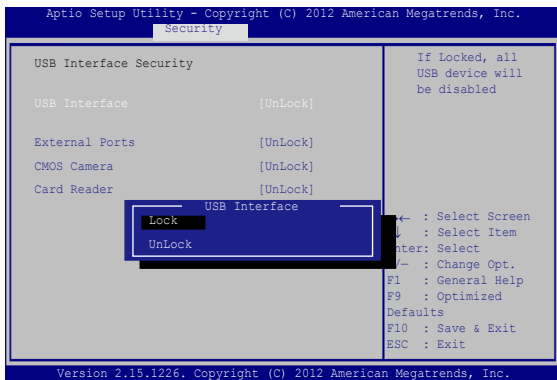 Aptio Setup Utility - Copyright (C) 2012 American Megatrends, Inc.
Security
USB Interface Security
USB Interface [UnLock]
External Ports [UnLock]
CMOS Camera [UnLock]
Card Reader [UnLock]
USB Interface
Lock
UnLock
If Locked, all
USB device will
be disabled
← : Select Screen
↓ : Select Item
nter: Select
/— : Change Opt.
F1 : General Help
F9 : Optimized
Defaults
F10 : Save & Exit
ESC : Exit
Version 2.15.1226. Copyright (C) 2012 American Megatrends, Inc.